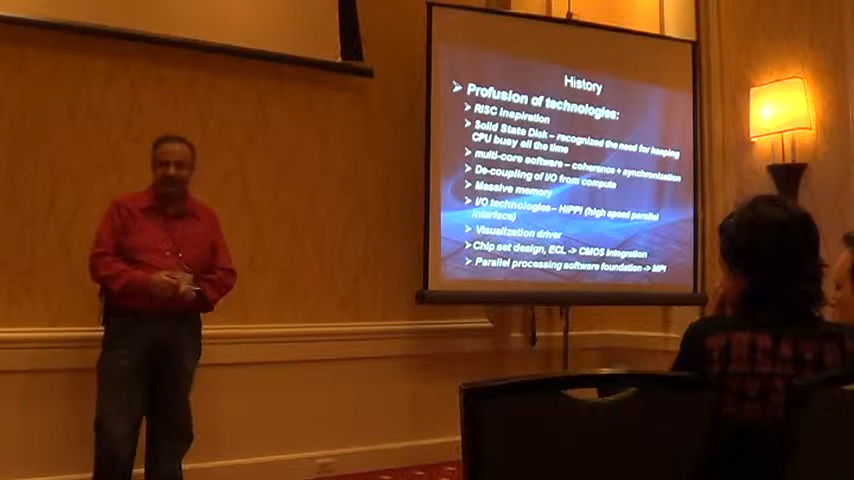 History
Profusion of technologies:
RISC inspiration
Solid State Disk – recognized the need for keeping
CPU busy all the time
multi-core software – coherance + synchronization
De-coupling of I/O from compute
Massive memory
I/O technologies – HiPPI (high speed parallel
interface)
Visualization driver
Chip set design, ECL -> CMOS integration
Parallel processing software foundation -> MPI